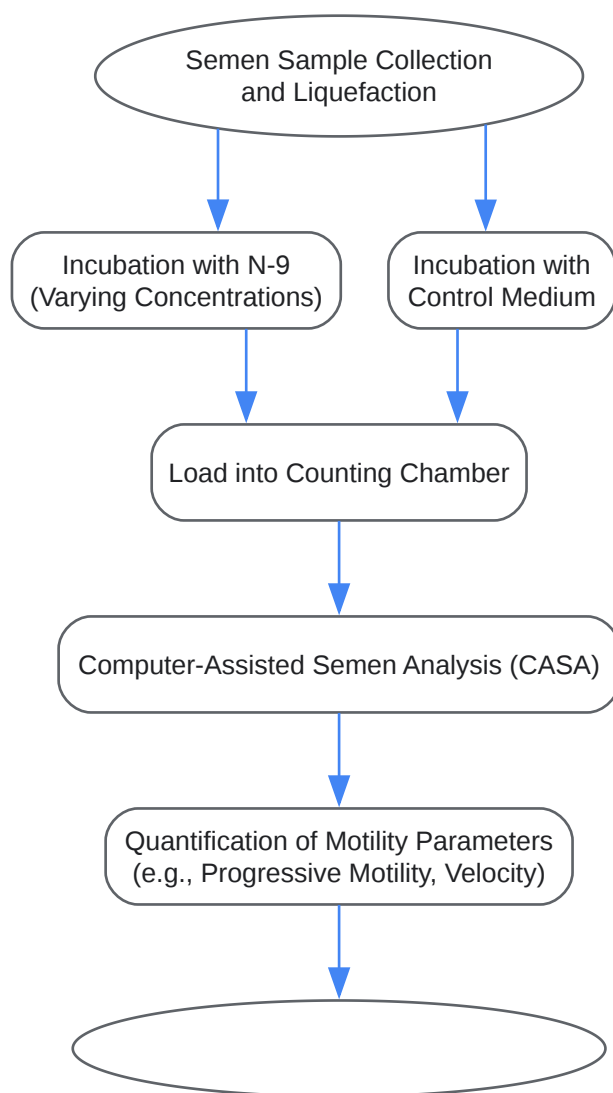 Semen Sample Collection
and Liquefaction
Incubation with N-9
(Varying Concentrations)
Incubation with
Control Medium
Load into Counting Chamber
Computer-Assisted Semen Analysis (CASA)
Quantification of Motility Parameters
(e.g., Progressive Motility, Velocity)